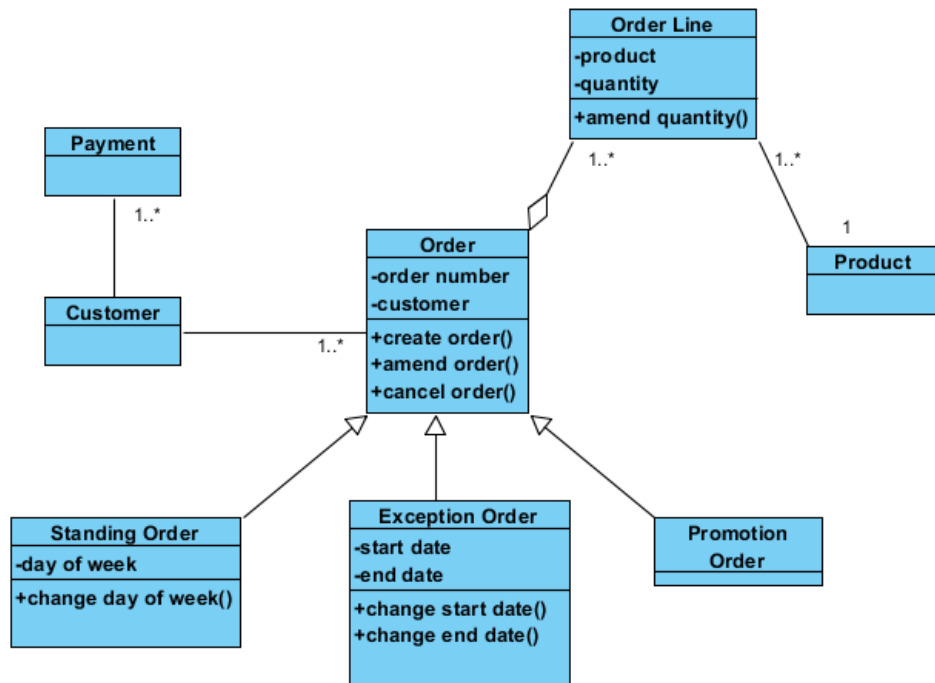 Order Line
-product
-quantity
+amend quantity()
Payment
1..*
1..*
1..*
Order
-order number
-customer
+create order()
+amend order()
+cancel order()
1
Product
Customer
1..*
Standing Order
-day of week
+change day of week()
Exception Order
-start date
-end date
+change start date()
+change end date()
Promotion
Order